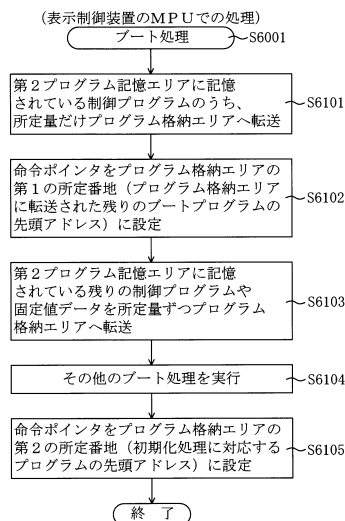 (表示制御装置のMPUでの処理)
ブート処理
S6001
第2プログラム記憶エリアに記憶
されている制御プログラムのうち、
所定量だけプログラム格納エリアへ転送
S6101
命令ポインタをプログラム格納エリアの
第1の所定番地(プログラム格納エリア
に転送された残りのブートプログラムの
先頭アドレス)に設定
S6102
第2プログラム記憶エリアに記憶
されている残りの制御プログラムや
固定値データを所定量ずつプログラム
格納エリアへ転送
S6103
その他のブート処理を実行
S6104
命令ポインタをプログラム格納エリアの
第2の所定番地(初期化処理に対応する
プログラムの先頭アドレス)に設定
S6105
終 了